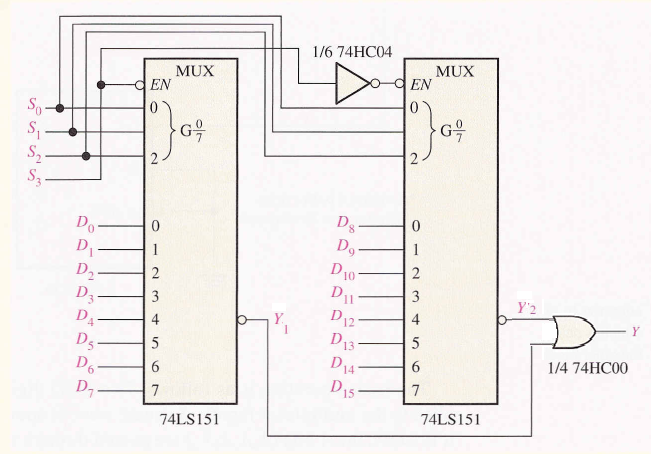 1/6 74HC04
MUX
EN
S0
0
S1
G 0/7
S2
2
S3
D0 0
D1 1
D2 2
D3 3
D4 4
D5 5
D6 6
D7 7
Y1
74LS151
MUX
EN
0
G 0/7
2
D8 0
D9 1
D10 2
D11 3
D12 4
D13 5
D14 6
D15 7
Y2
74LS151
Y
1/4 74HC00